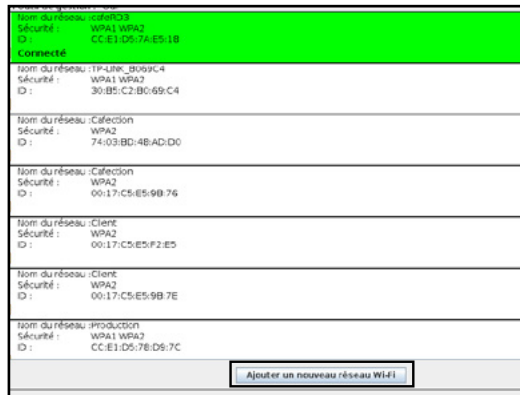 Nom du réseau :cafeRD3
Sécurité : WPA1 WPA2
ID : CC:E1:D5:7A:E5:18
Connecté
Nom du réseau :TP-LINK_B069C4
Sécurité : WPA1 WPA2
ID : 30:B5:C2:B0:69:C4
Nom du réseau :Cafection
Sécurité : WPA2
ID : 74:03:BD:4B:AD:D0
Nom du réseau :Cafection
Sécurité : WPA2
ID : 00:17:C5:E5:9B:76
Nom du réseau :Client
Sécurité : WPA2
ID : 00:17:C5:E5:F2:E5
Nom du réseau :Client
Sécurité : WPA2
ID : 00:17:C5:E5:9B:7E
Nom du réseau :Production
Sécurité : WPA1 WPA2
ID : CC:E1:D5:78:D9:7C
Ajouter un nouveau réseau Wi-Fi